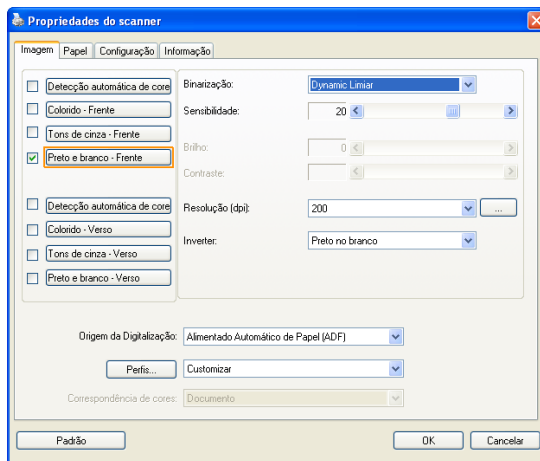 Propriedades do scanner
Imagem Papel Configuração Informação
Detecção automática de core
Colorido - Frente
Tons de cinza - Frente
Preto e branco - Frente
Detecção automática de core
Colorido - Verso
Tons de cinza - Verso
Preto e branco - Verso
Binarização: Dynamic Limiar
Sensibilidade: 20
Brilho: 0
Contraste:
Resolução (dpi): 200 ...
Inverter: Preto no branco
Origem da Digitalização: Alimentado Automático de Papel (ADF)
Perfis... Customizar
Correspondência de cores: Documento
Padrão OK Cancelar